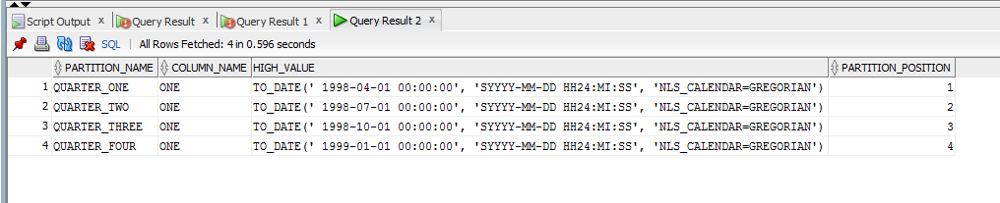 Script Output x Query Result x Query Result 1 x Query Result 2 x
SQL | All Rows Fetched: 4 in 0.596 seconds
PARTITION_NAME COLUMN_NAME HIGH_VALUE PARTITION_POSITION
1 QUARTER_ONE ONE TO_DATE(' 1998-04-01 00:00:00', 'SYYYY-MM-DD HH24:MI:SS', 'NLS_CALENDAR=GREGORIAN') 1
2 QUARTER_TWO ONE TO_DATE(' 1998-07-01 00:00:00', 'SYYYY-MM-DD HH24:MI:SS', 'NLS_CALENDAR=GREGORIAN') 2
3 QUARTER_THREE ONE TO_DATE(' 1998-10-01 00:00:00', 'SYYYY-MM-DD HH24:MI:SS', 'NLS_CALENDAR=GREGORIAN') 3
4 QUARTER_FOUR ONE TO_DATE(' 1999-01-01 00:00:00', 'SYYYY-MM-DD HH24:MI:SS', 'NLS_CALENDAR=GREGORIAN') 4